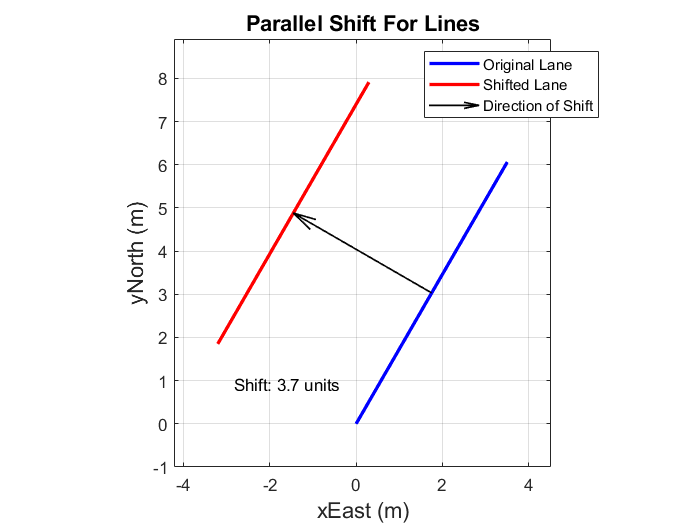 Parallel Shift For Lines
Original Lane
Shifted Lane
Direction of Shift
8
7
6
5
4
3
2
1
0
-1
yNorth (m)
Shift: 3.7 units
-4
-2
0
2
4
xEast (m)